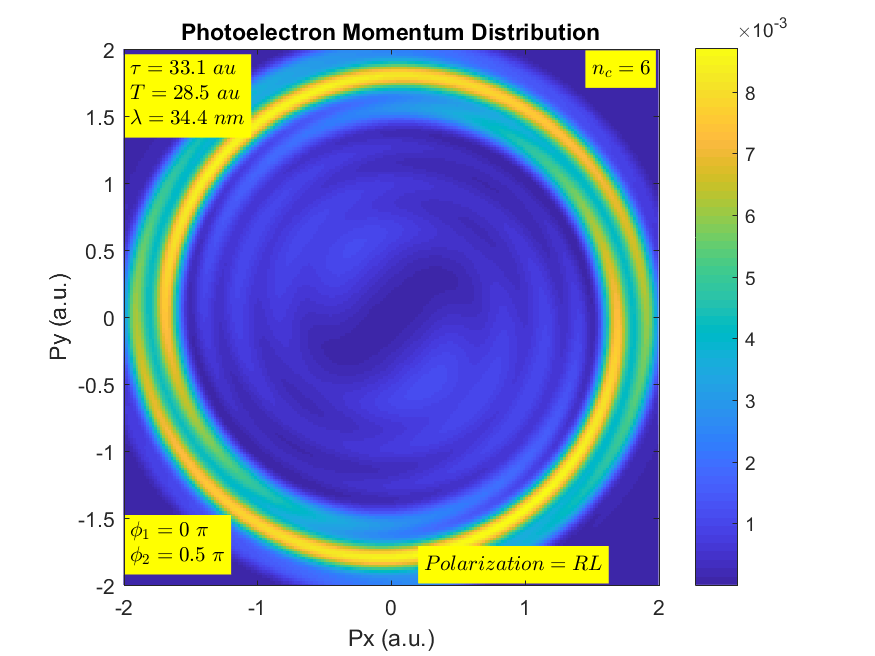 Photoelectron Momentum Distribution
×10⁻³
τ = 33.1 au
T = 28.5 au
λ = 34.4 nm
n_c = 6
2
1.5
1
0.5
0
-0.5
-1
-1.5
-2
Py (a.u.)
ϕ₁ = 0 π
ϕ₂ = 0.5 π
Polarization = RL
-2
-1
0
1
2
Px (a.u.)
8
7
6
5
4
3
2
1